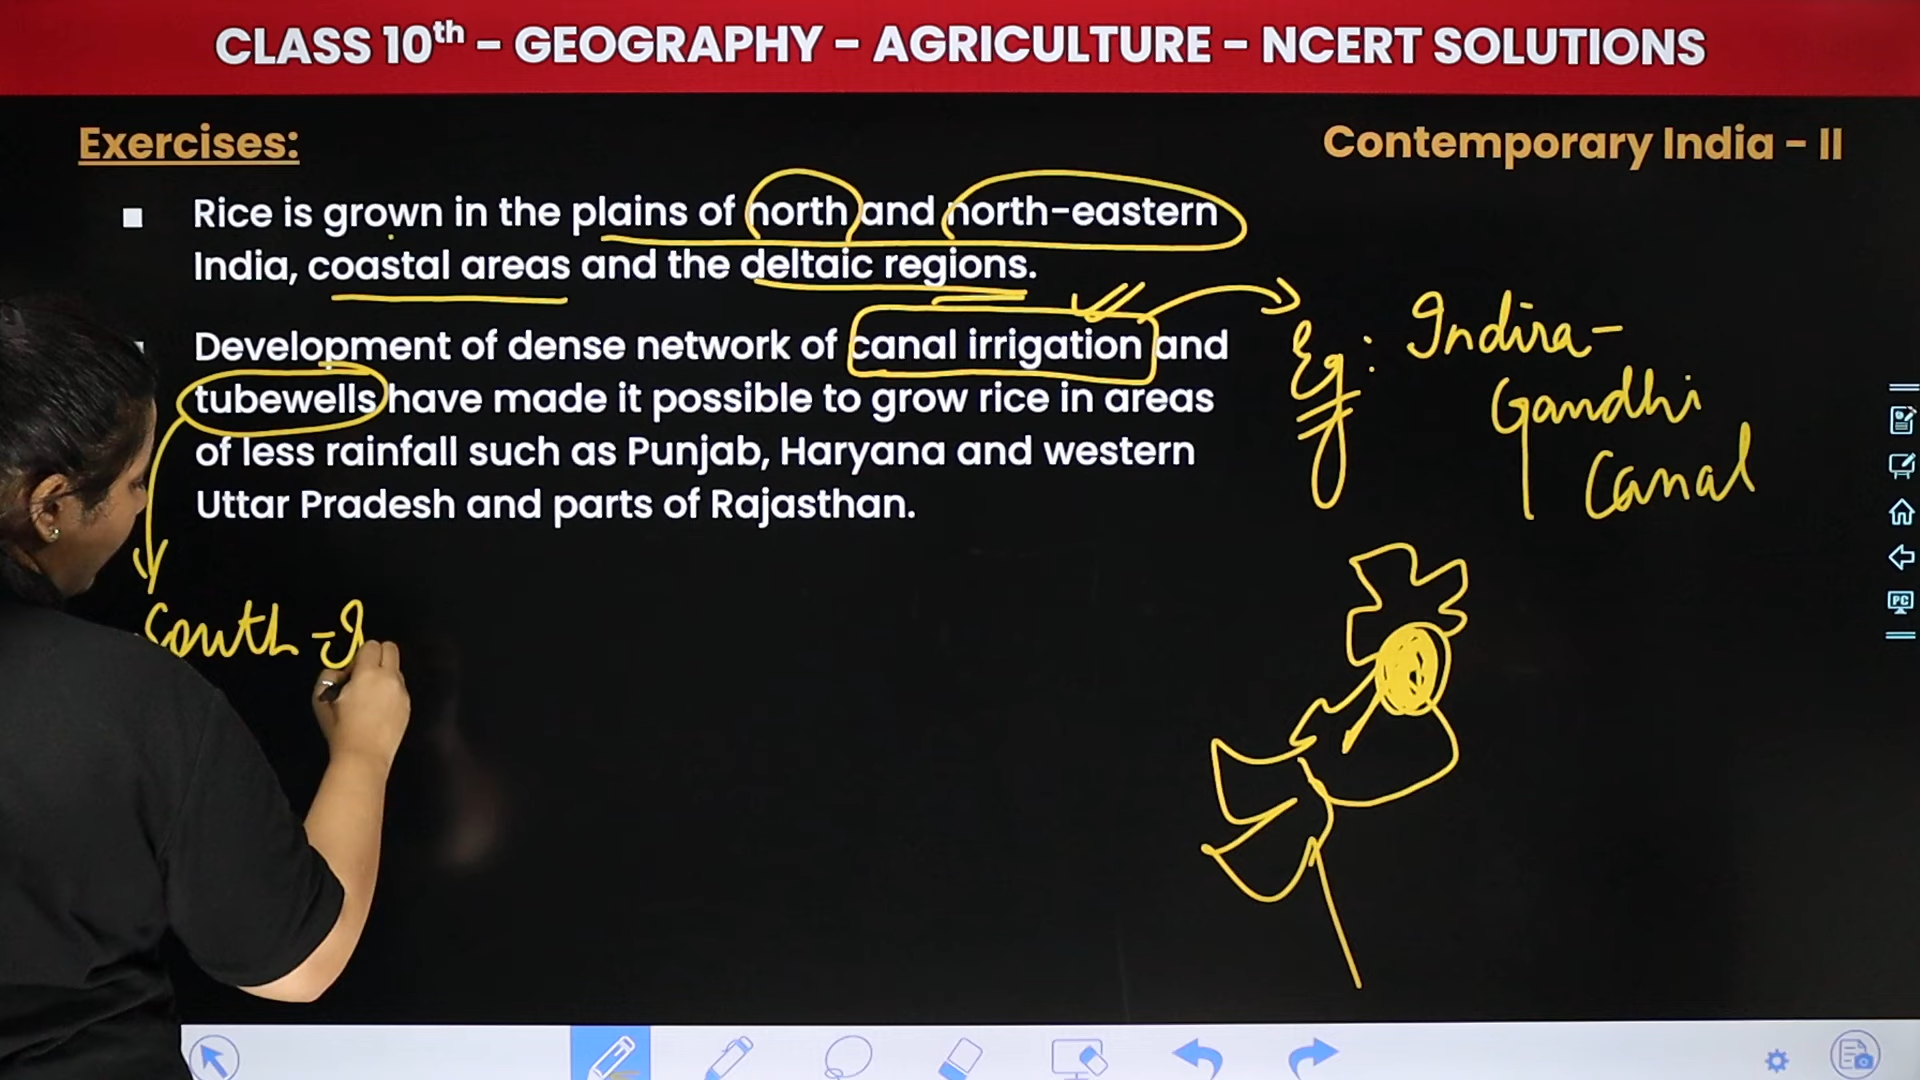 CLASS 10th - GEOGRAPHY - AGRICULTURE - NCERT SOLUTIONS
Exercises:
Contemporary India - II
Rice is grown in the plains of north and north-eastern
India, coastal areas and the deltaic regions.
Development of dense network of canal irrigation and
tubewells have made it possible to grow rice in areas
of less rainfall such as Punjab, Haryana and western
Uttar Pradesh and parts of Rajasthan.
Eg: Indira-
Gandhi
Canal
South - I
PC